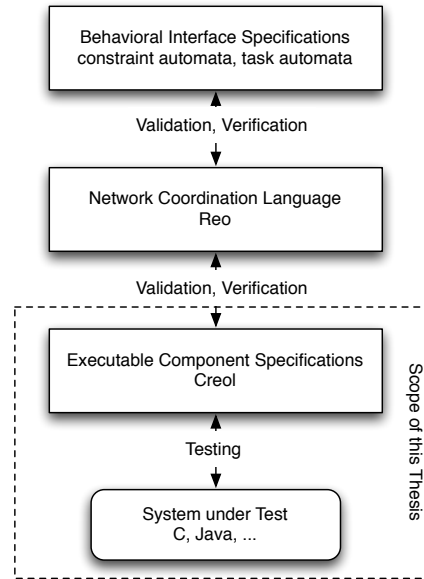 Behavioral Interface Specifications
constraint automata, task automata
Validation, Verification
Network Coordination Language
Reo
Validation, Verification
Executable Component Specifications
Creol
Scope of this Thesis
Testing
System under Test
C, Java, ...